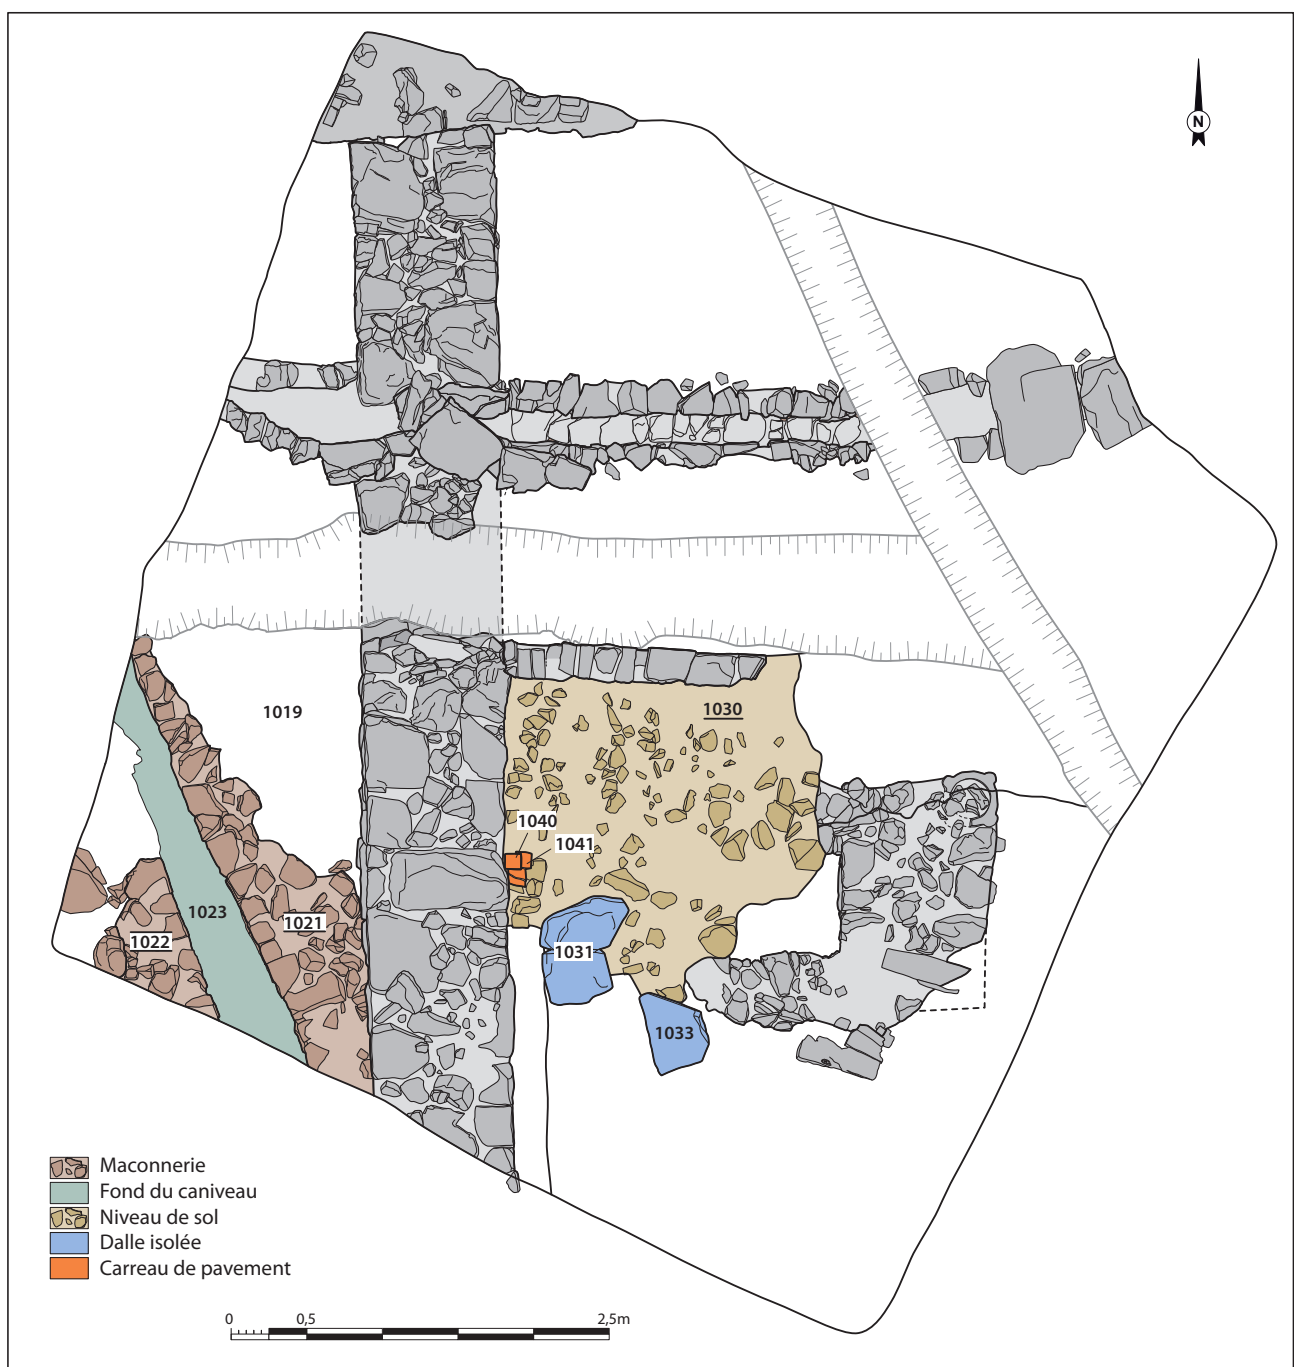 N
1030
1019
1040
1041
1023
1021
1022
1031
1033
Maconnerie
Fond du caniveau
Niveau de sol
Dalle isolée
Carreau de pavement
0 0,5 2,5m